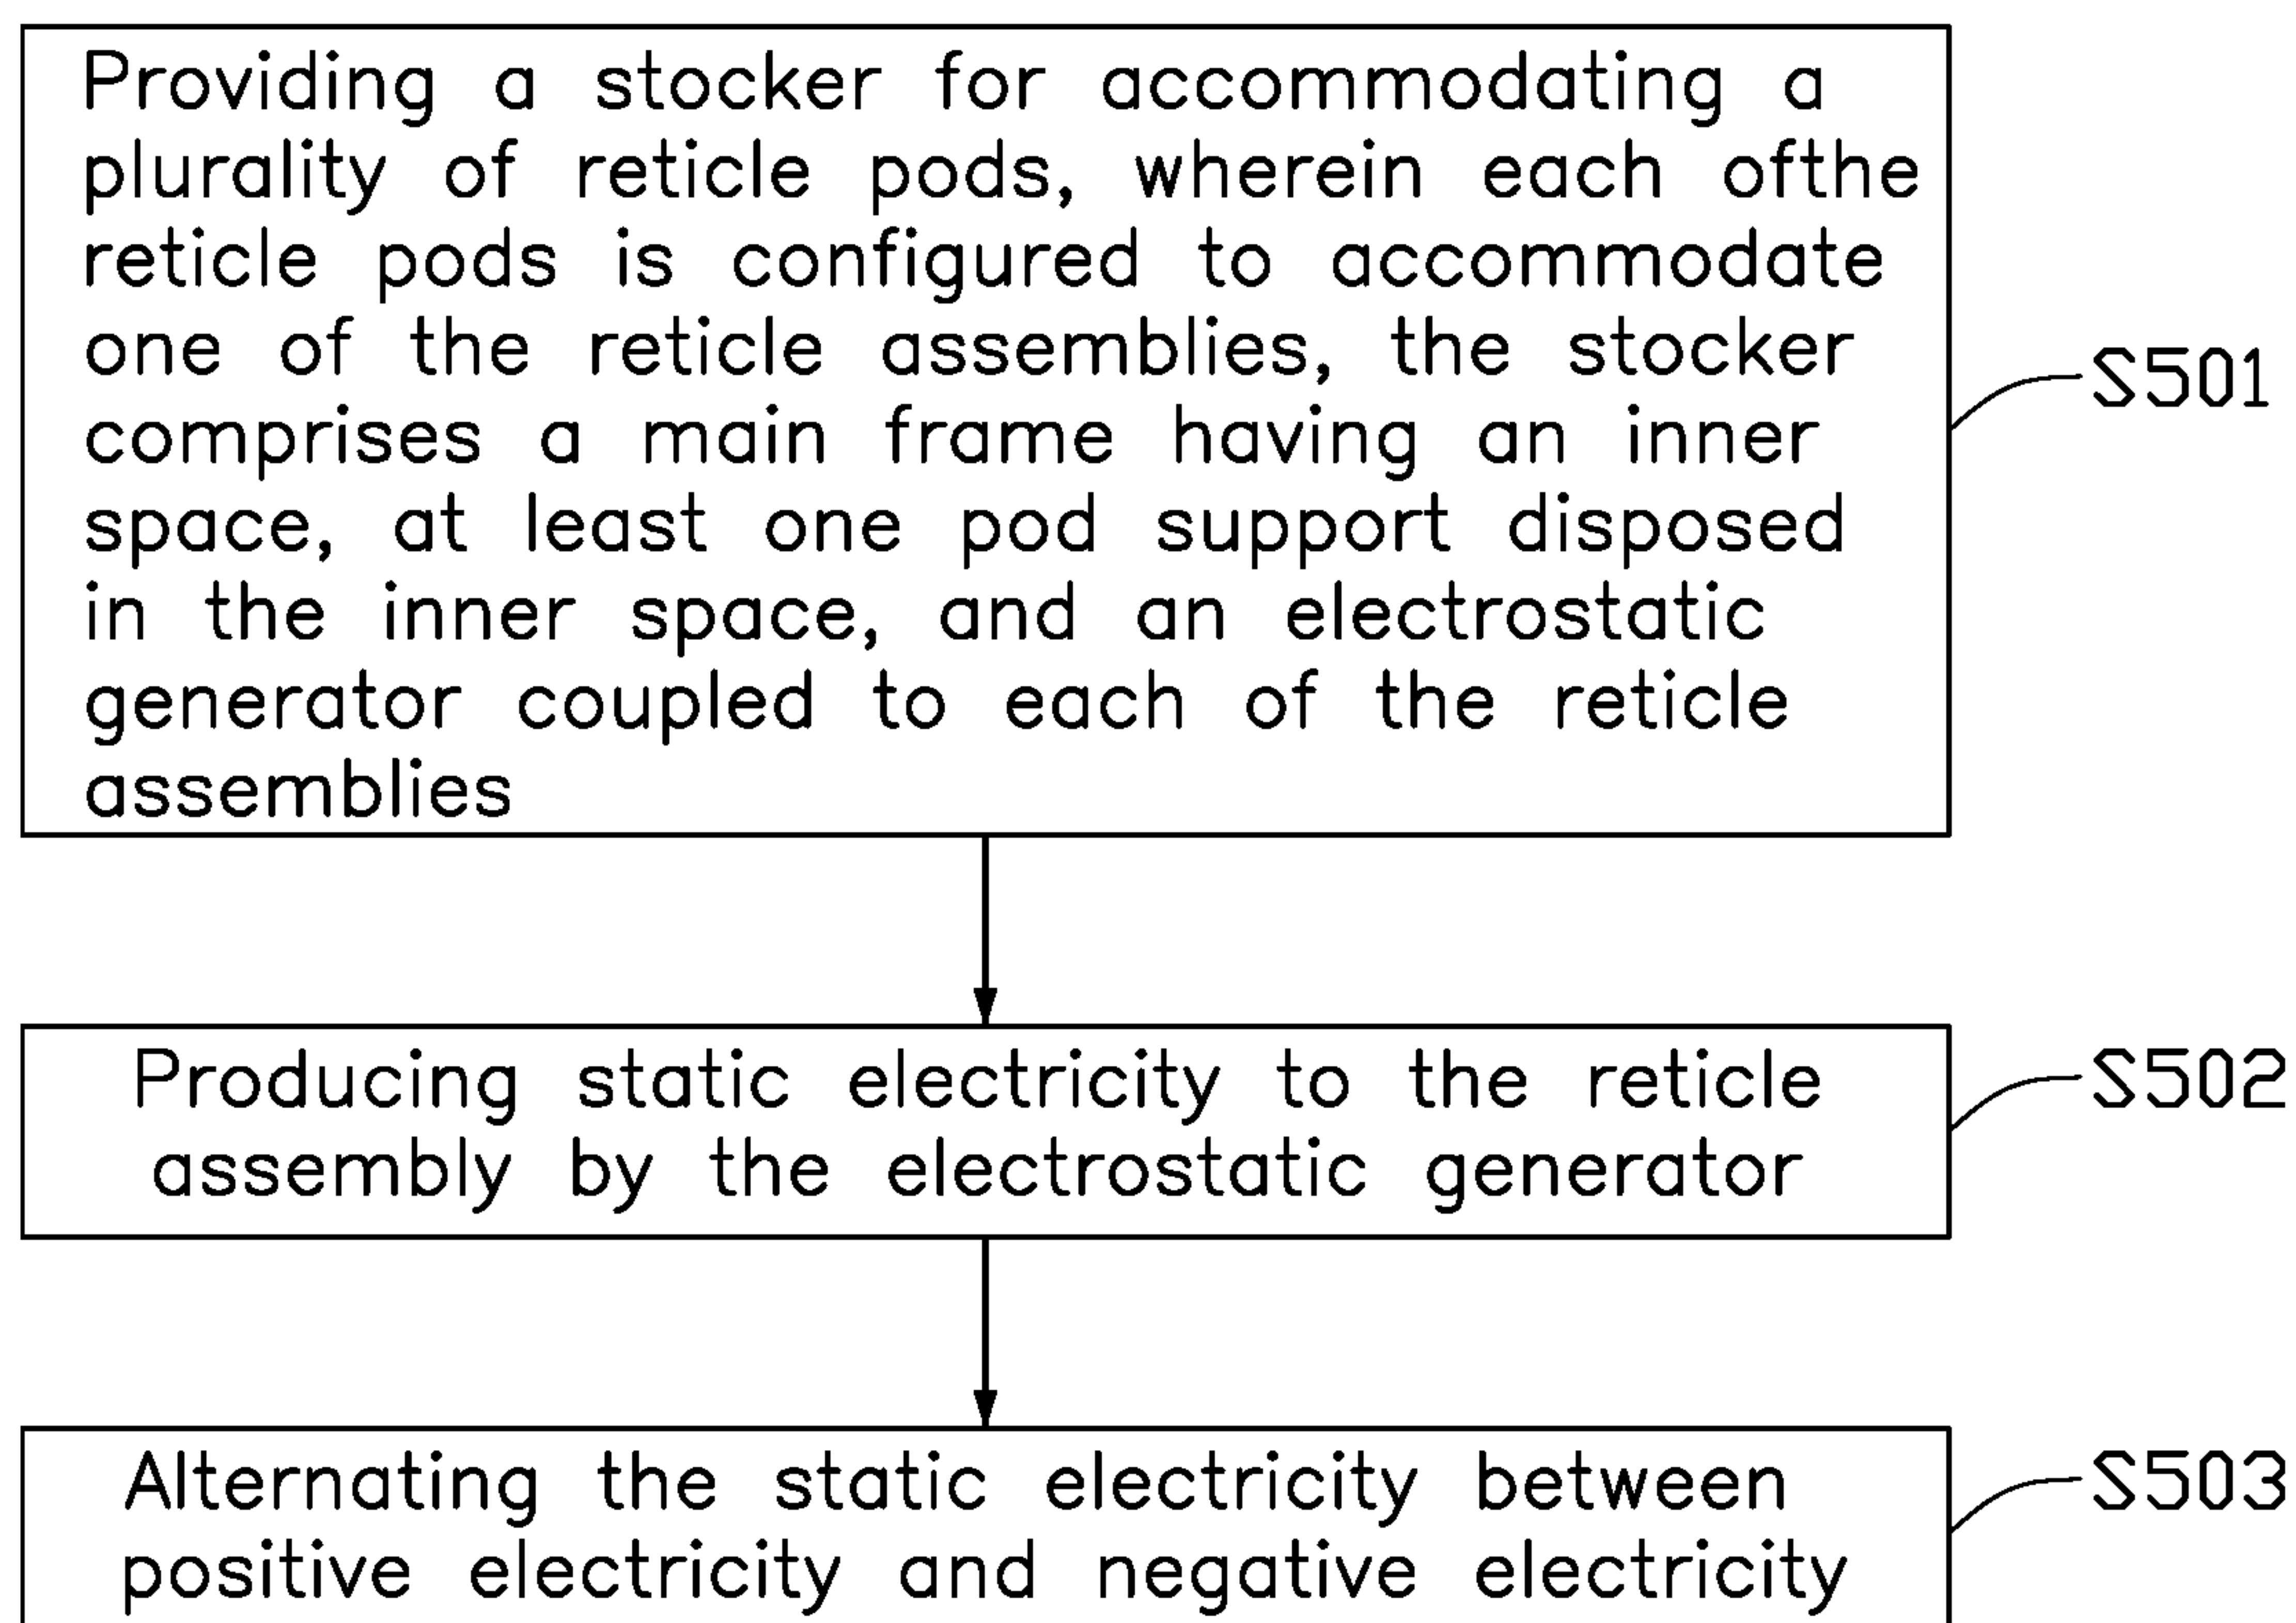 Providing a stocker for accommodating a
plurality of reticle pods, wherein each ofthe
reticle pods is configured to accommodate
one of the reticle assemblies, the stocker
comprises a main frame having an inner
space, at least one pod support disposed
in the inner space, and an electrostatic
generator coupled to each of the reticle
assemblies
S501
Producing static electricity to the reticle
assembly by the electrostatic generator
S502
Alternating the static electricity between
positive electricity and negative electricity
S503